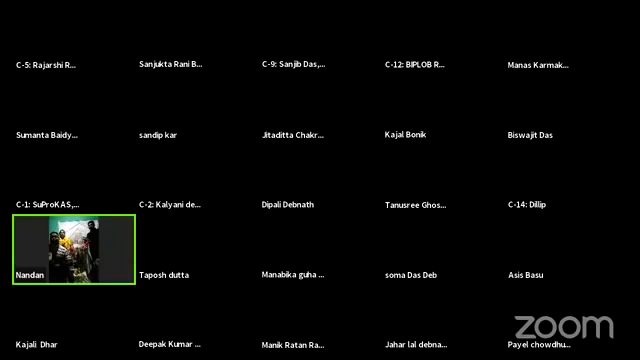 C-5: Rajarshi R...
Sanjukta Rani B...
C-9: Sanjib Das,...
C-12: BIPLOB R...
Manas Karmak...
Sumanta Baidy...
sandip kar
Jitaditta Chakr...
Kajal Bonik
Biswajit Das
C-1: SuProKAS,...
C-2: Kalyani de...
Dipali Debnath
Tanusree Ghos...
C-14: Dillip
Nandan
Taposh dutta
Manabika guha ...
soma Das Deb
Asis Basu
Kajali Dhar
Deepak Kumar ...
Manik Ratan Ra...
Jahar lal debna...
Payel chowdhu...
zoom